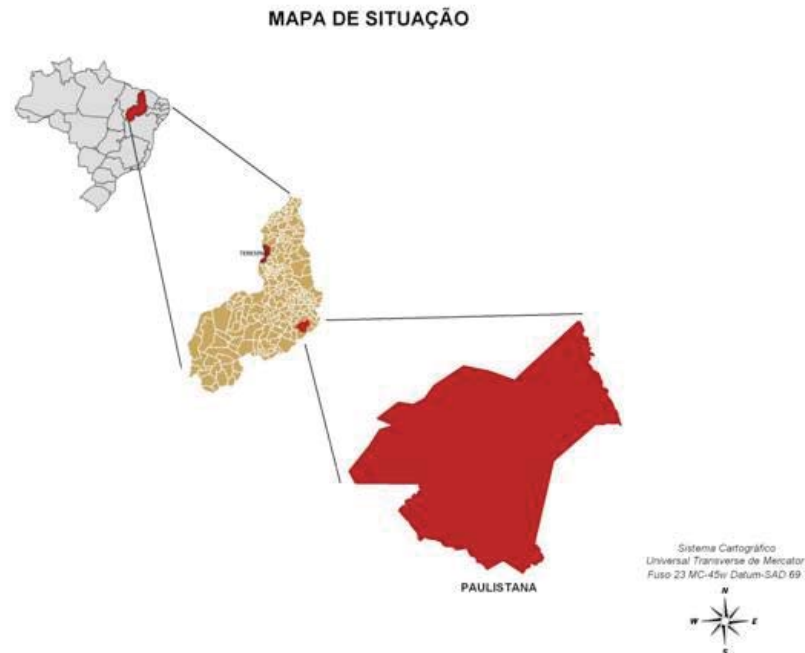 MAPA DE SITUAÇÃO
TERESINA
PAULISTANA
Sistema Cartográfico
Universal Transverse de Mercator
Fuso 23 MC-45w Datum-SAD 69
N
W
E
S